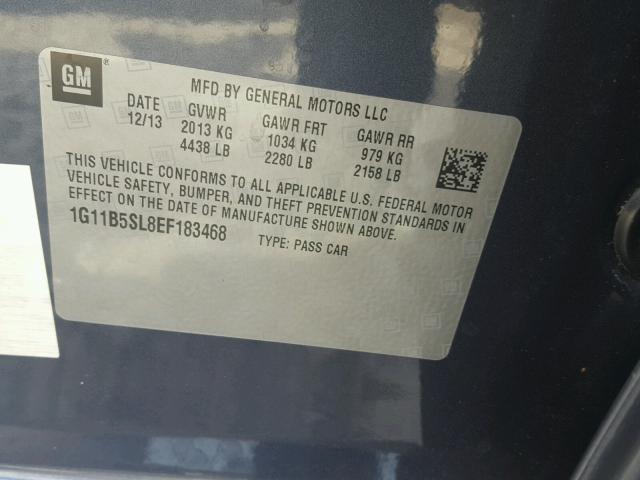 GM
MFD BY GENERAL MOTORS LLC
DATE GVWR GAWR FRT GAWR RR
12/13 2013 KG 1034 KG 979 KG
4438 LB 2280 LB 2158 LB
THIS VEHICLE CONFORMS TO ALL APPLICABLE U.S. FEDERAL MOTOR
VEHICLE SAFETY, BUMPER, AND THEFT PREVENTION STANDARDS IN
EFFECT ON THE DATE OF MANUFACTURE SHOWN ABOVE.
1G11B5SL8EF183468 TYPE: PASS CAR